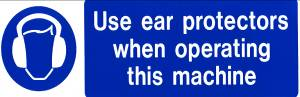 Use ear protectors
when operating
this machine